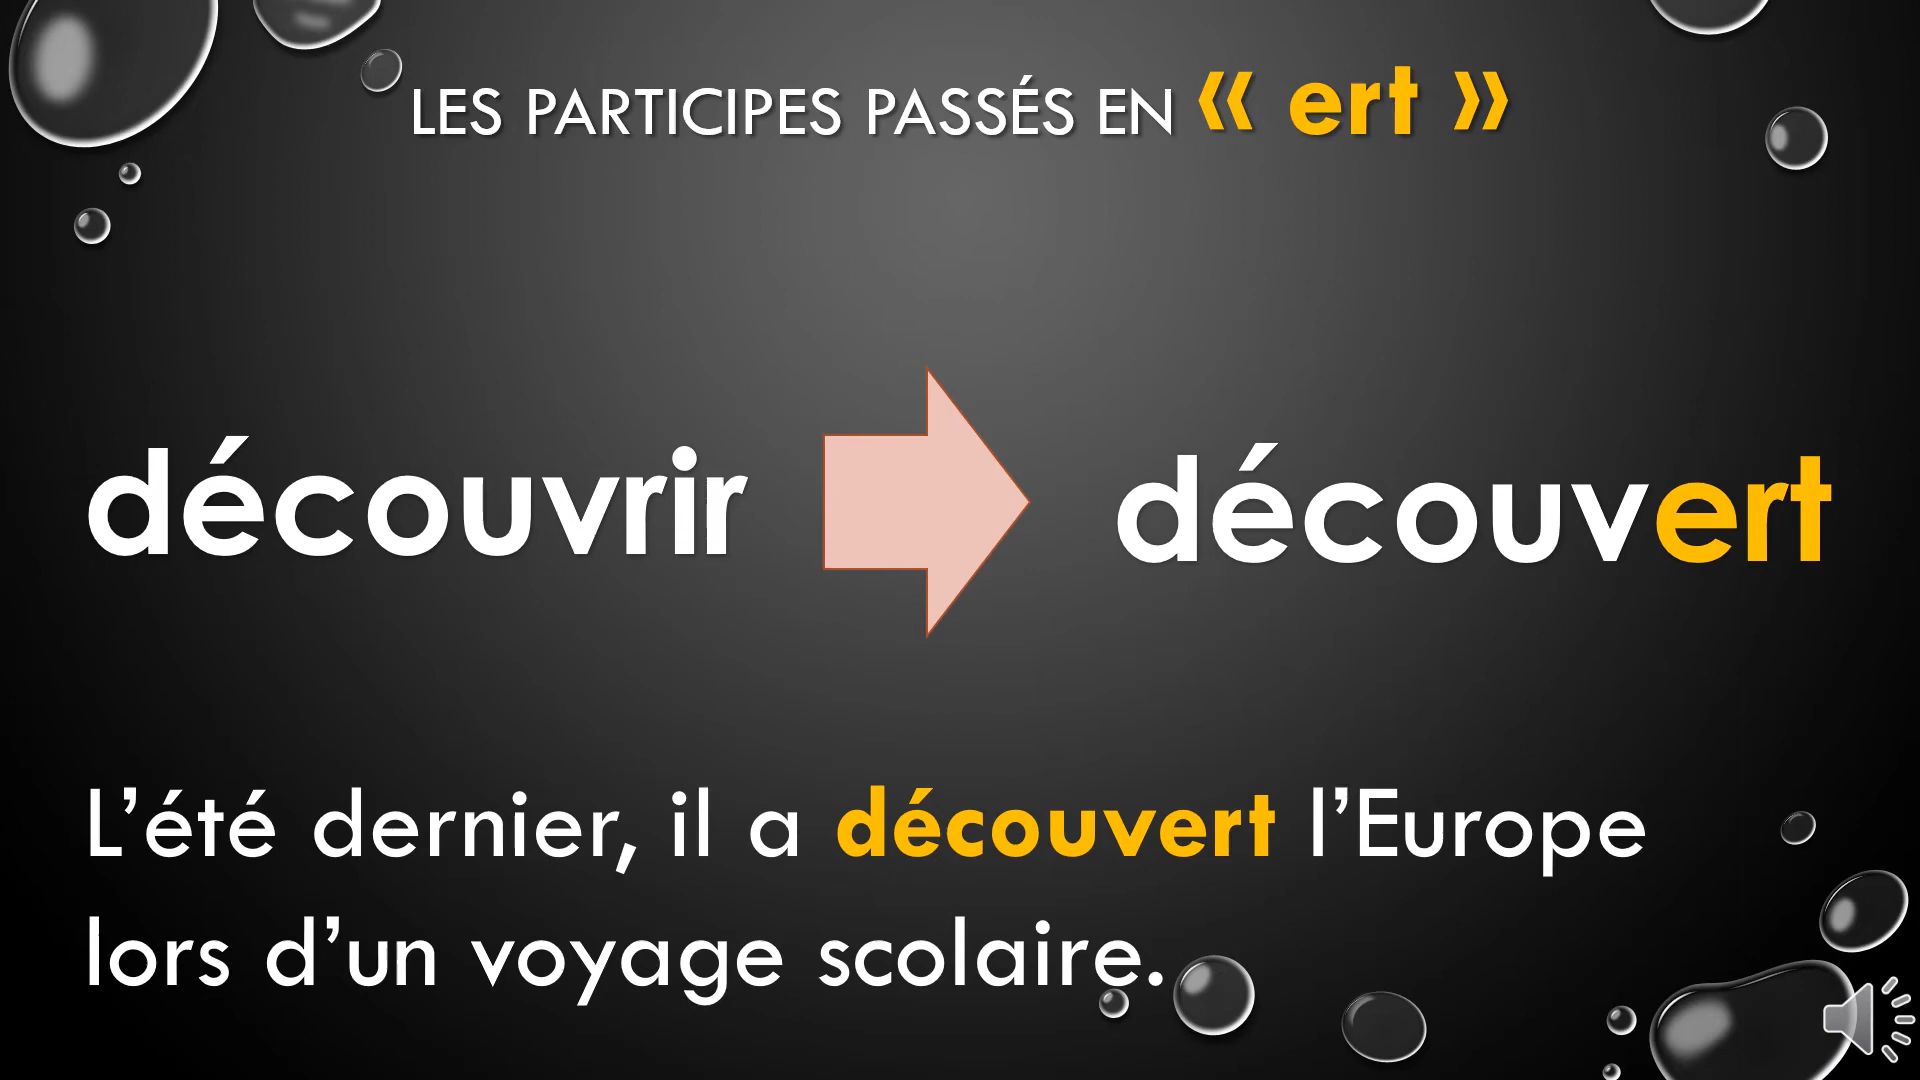 LES PARTICIPES PASSÉS EN « ert »
découvrir
découvert
L’été dernier, il a découvert l’Europe
lors d’un voyage scolaire.